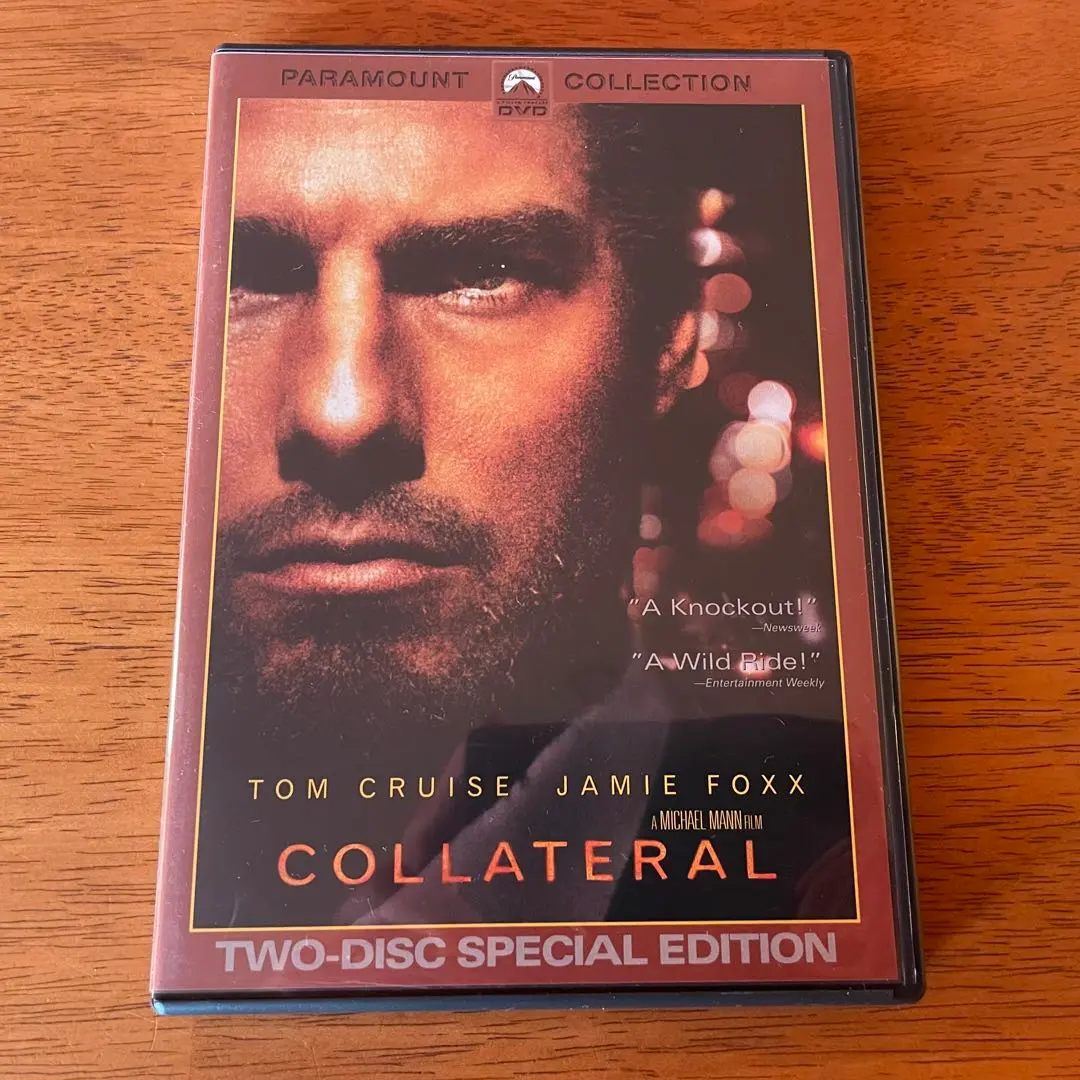 PARAMOUNT COLLECTION
Paramount
DVD
"A Knockout!"
—Newsweek
"A Wild Ride!"
—Entertainment Weekly
TOM CRUISE JAMIE FOXX
A MICHAEL MANN FILM
COLLATERAL
TWO-DISC SPECIAL EDITION